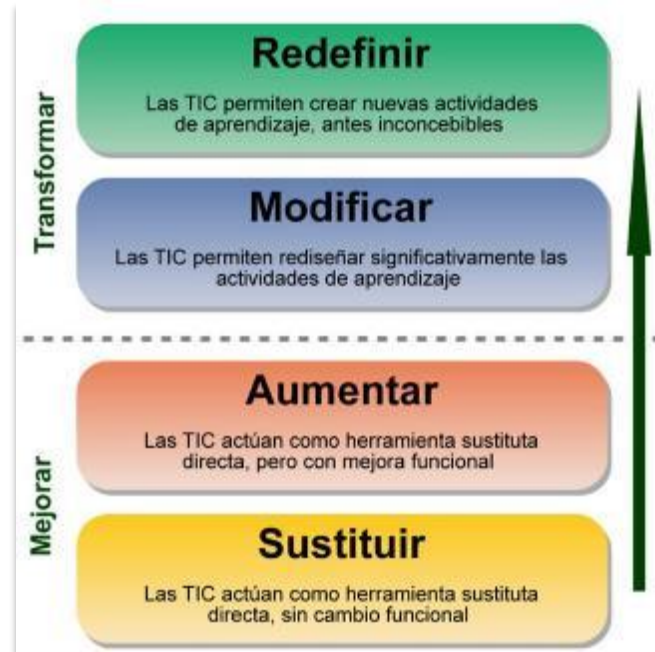 Transformar
Redefinir
Las TIC permiten crear nuevas actividades
de aprendizaje, antes inconcebibles
Modificar
Las TIC permiten rediseñar significativamente las
actividades de aprendizaje
Mejorar
Aumentar
Las TIC actúan como herramienta sustituta
directa, pero con mejora funcional
Sustituir
Las TIC actúan como herramienta sustituta
directa, sin cambio funcional